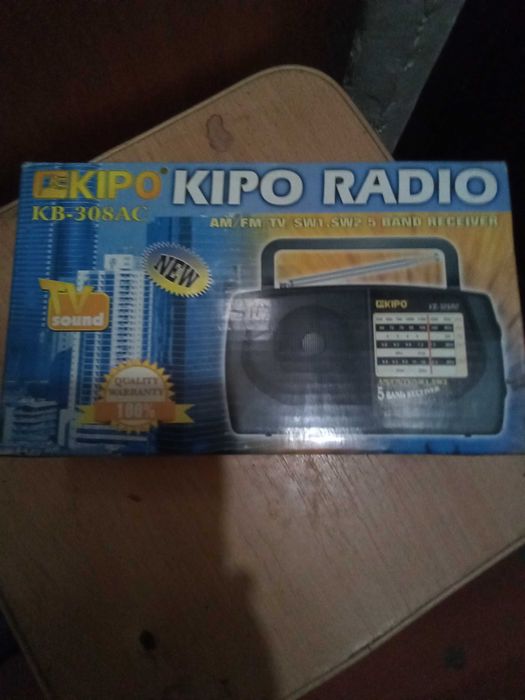 KIPO
KB-308AC
KIPO RADIO
AM/FM/TV SW1.SW2 5 BAND RECEIVER
NEW
TV
sound
QUALITY
WARRANTY
100%
KIPO
5 BAND RECEIVER